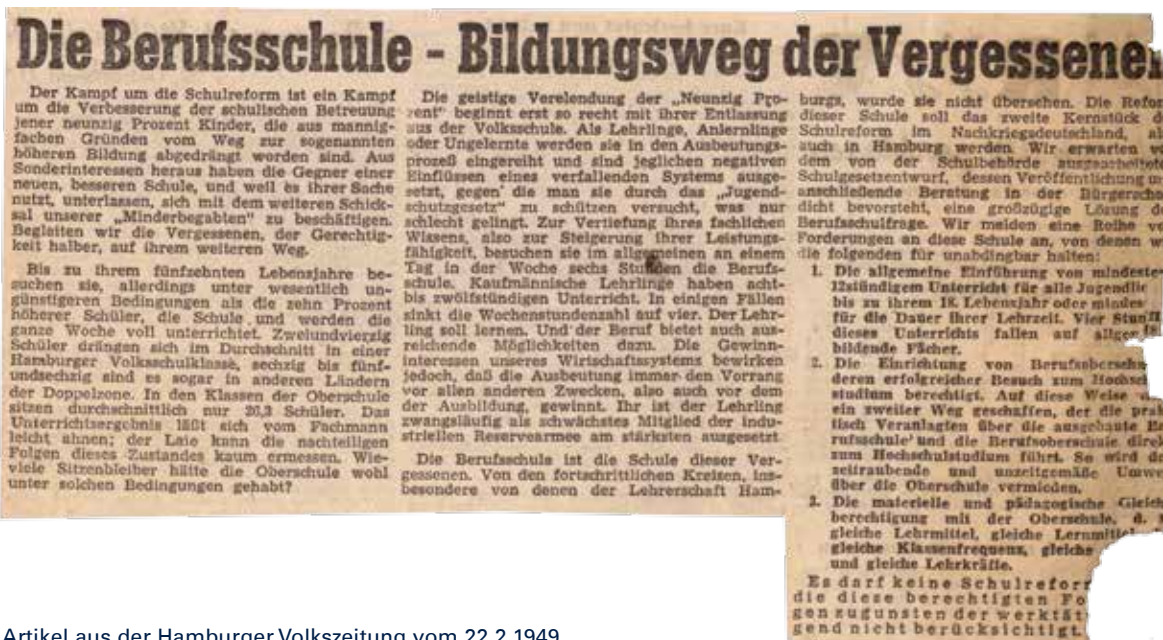 Die Berufsschule - Bildungsweg der Vergessenen
Der Kampf um die Schulreform ist ein Kampf
um die Verbesserung der schulischen Betreuung
jener neunzig Prozent Kinder, die aus mannig-
fachen Gründen vom Weg zur sogenannten
höheren Bildung abgedrängt worden sind. Aus
Sonderinteressen heraus haben die Gegner einer
neuen, besseren Schule, und weil es ihrer Sache
nutzt, unterlassen, sich mit dem weiteren Schick-
sal unserer „Minderbegabten" zu beschäftigen.
Begleiten wir die Vergessenen, der Gerechtig-
keit halber, auf ihrem weiteren Weg.
Bis zu ihrem fünfzehnten Lebensjahre be-
suchen sie, allerdings unter wesentlich un-
günstigeren Bedingungen als die zehn Prozent
höherer Schüler, die Schule und werden die
ganze Woche voll unterrichtet. Zweiundvierzig
Schüler drängen sich im Durchschnitt in einer
Hamburger Volksschulklasse, sechzig bis fünf-
undsechzig sind es sogar in anderen Ländern
der Doppelzone. In den Klassen der Oberschule
sitzen durchschnittlich nur 26,3 Schüler. Das
Unterrichtsergebnis läßt sich vom Fachmann
leicht ahnen; der Laie kann die nachteiligen
Folgen dieses Zustandes kaum ermessen. Wie-
viele Sitzenbleiber hätte die Oberschule wohl
unter solchen Bedingungen gehabt?
Die geistige Verelendung der „Neunzig Pro-
zent" beginnt erst so recht mit ihrer Entlassung
aus der Volksschule. Als Lehrlinge, Anlernlinge
oder Ungelernte werden sie in den Ausbeutungs-
prozeß eingereiht und sind jeglichen negativen
Einflüssen eines verfallenden Systems ausge-
setzt, gegen die man sie durch das „Jugend-
schutzgesetz" zu schützen versucht, was nur
schlecht gelingt. Zur Vertiefung ihres fachlichen
Wissens, also zur Steigerung ihrer Leistungs-
fähigkeit, besuchen sie im allgemeinen an einem
Tag in der Woche sechs Stunden die Berufs-
schule. Kaufmännische Lehrlinge haben acht-
bis zwölfstündigen Unterricht. In einigen Fällen
sinkt die Wochenstundenzahl auf vier. Der Lehr-
ling soll lernen. Und der Beruf bietet auch aus-
reichende Möglichkeiten dazu. Die Gewinn-
interessen unseres Wirtschaftssystems bewirken
jedoch, daß die Ausbeutung immer den Vorrang
vor allen anderen Zwecken, also auch vor dem
der Ausbildung, gewinnt. Ihr ist der Lehrling
zwangsläufig als schwächstes Mitglied der indu-
striellen Reservearmee am stärksten ausgesetzt
Die Berufsschule ist die Schule dieser Ver-
gessenen. Von den fortschrittlichen Kreisen, ins-
besondere von denen der Lehrerschaft Ham-
burgs, wurde sie nicht übersehen. Die Refor
dieser Schule soll das zweite Kernstück d
Schulreform im Nachkriegsdeutschland, al
auch in Hamburg werden. Wir erwarten v
dem von der Schulbehörde ausgearbeitete
Schulgesetzentwurf, dessen Veröffentlichung u
anschließende Beratung in der Bürgerscha
dicht bevorsteht, eine großzügige Lösung de
Berufsschulfrage. Wir melden eine Reihe vo
Forderungen an diese Schule an, von denen w
die folgenden für unabdingbar halten:
1. Die allgemeine Einführung von mindeste
12stündigem Unterricht für alle Jugendlic
bis zu ihrem 18. Lebensjahr oder mindes
für die Dauer ihrer Lehrzeit. Vier Stun
dieses Unterrichts fallen auf allgem
bildende Fächer.
2. Die Einrichtung von Berufsoberschu
deren erfolgreicher Besuch zum Hochsch
studium berechtigt. Auf diese Weise
ein zweiter Weg geschaffen, der die prak
tisch Veranlagten über die ausgebaute Be
rufsschule und die Berufsoberschule direk
zum Hochschulstudium führt. So wird de
zeitraubende und unzeitgemäße Umwe
über die Oberschule vermieden.
3. Die materielle und pädagogische Gleich
berechtigung mit der Oberschule, d.
gleiche Lehrmittel, gleiche Lernmittel
gleiche Klassenfrequenz, gleiche
und gleiche Lehrkräfte.
Es darf keine Schulrefor
die diese berechtigten Fo
gen zugunsten der werktät
gend nicht berücksichtigt.
Artikel aus der Hamburger Volkszeitung vom 22.2.1949